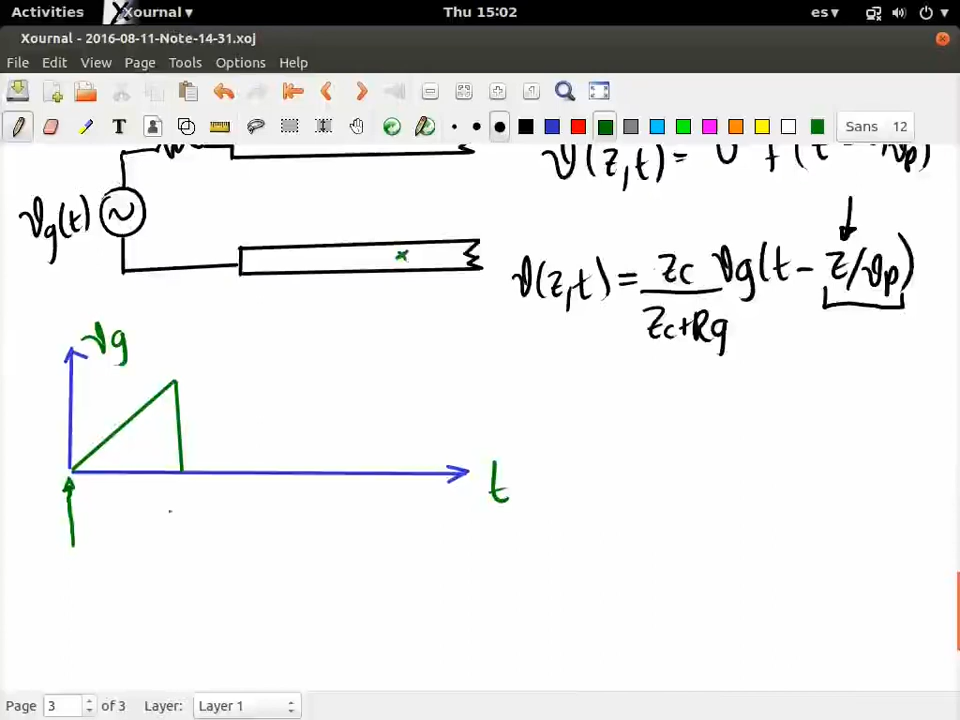 Activities Xournal ▾ Thu 15:02 es ▾
Xournal - 2016-08-11-Note-14-31.xoj
File Edit View Page Tools Options Help
T Sans 12
v(z,t) =
vg(t)
v(z,t) = Zc/(Zc+Rg) vg(t - z/vp)
vg
t
Page 3 of 3 Layer: Layer 1